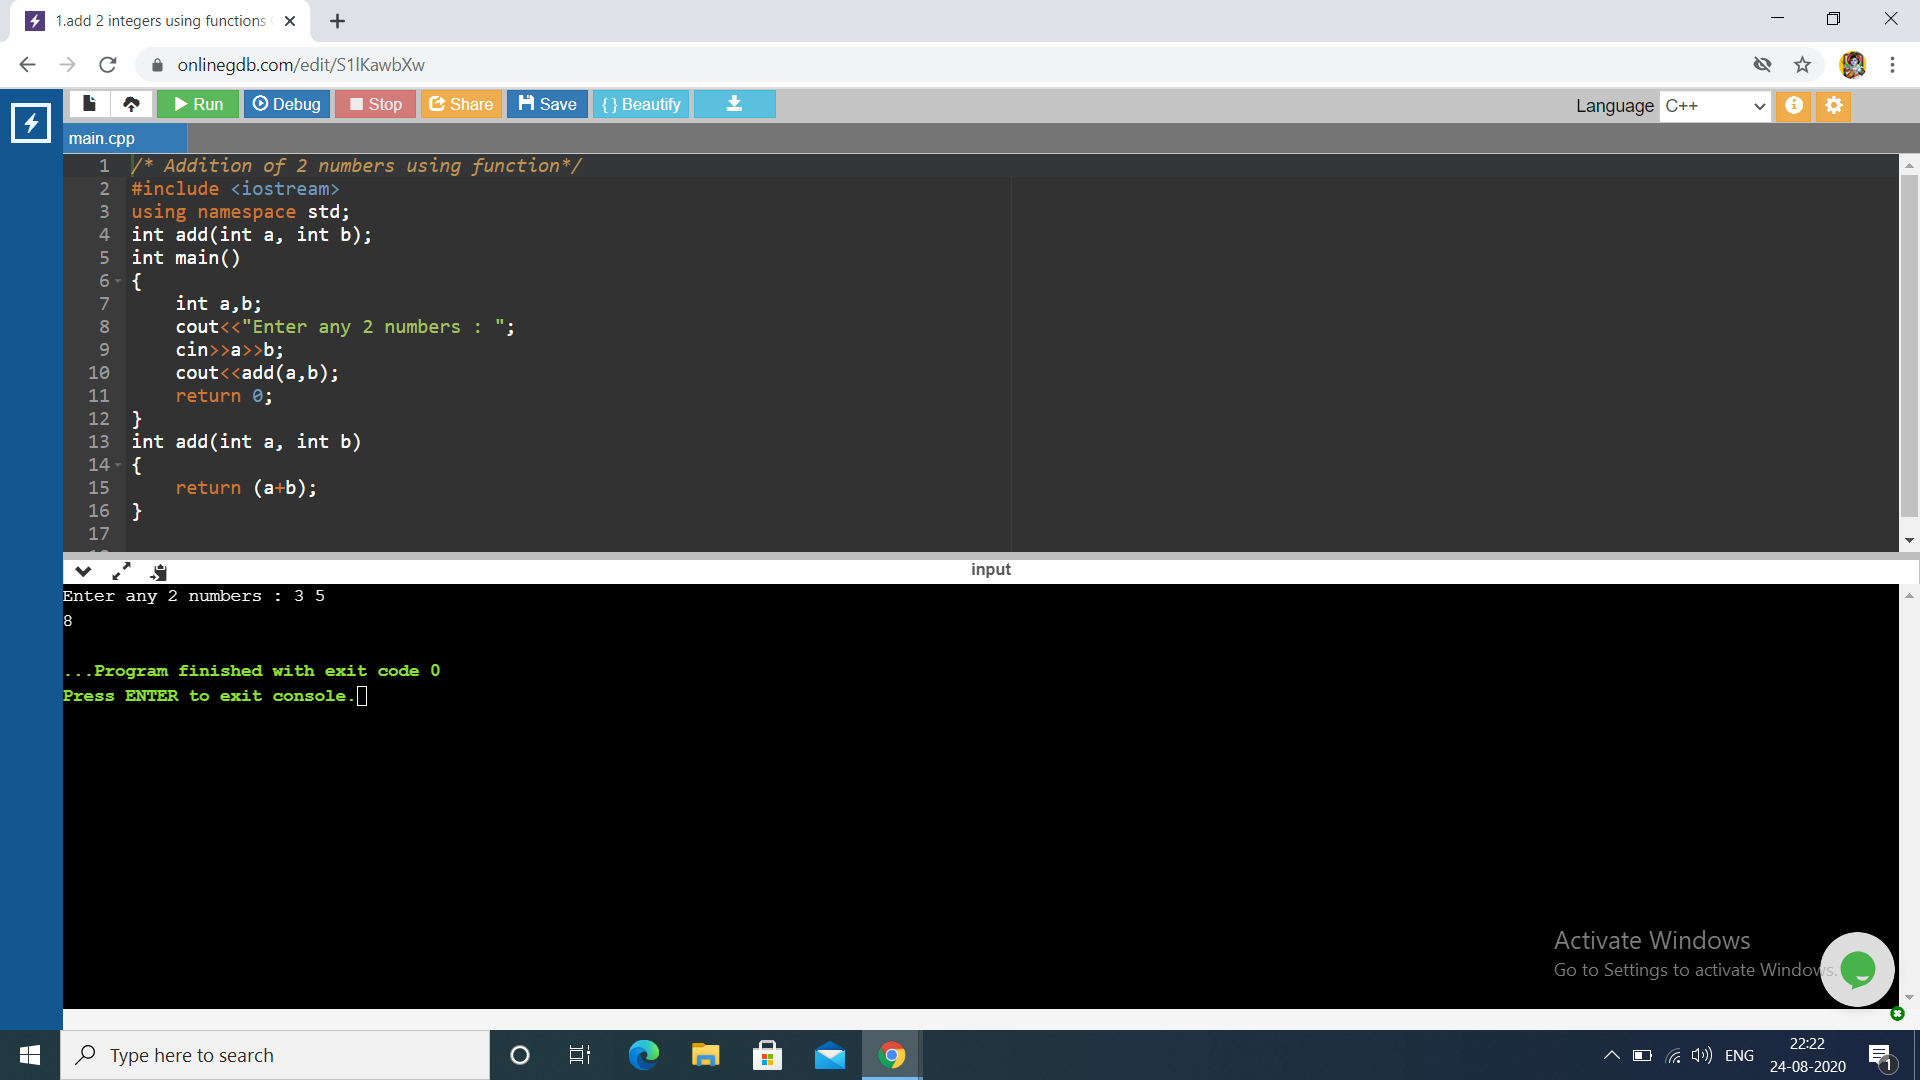 1.add 2 integers using functions
onlinegdb.com/edit/S1lKawbXw
Run Debug Stop Share Save { } Beautify Language C++
main.cpp
1 /* Addition of 2 numbers using function*/
2 #include <iostream>
3 using namespace std;
4 int add(int a, int b);
5 int main()
6 {
7 int a,b;
8 cout<<"Enter any 2 numbers : ";
9 cin>>a>>b;
10 cout<<add(a,b);
11 return 0;
12 }
13 int add(int a, int b)
14 {
15 return (a+b);
16 }
17
input
Enter any 2 numbers : 3 5
8
...Program finished with exit code 0
Press ENTER to exit console.
Activate Windows
Go to Settings to activate Windows.
Type here to search
ENG
22:22
24-08-2020
1